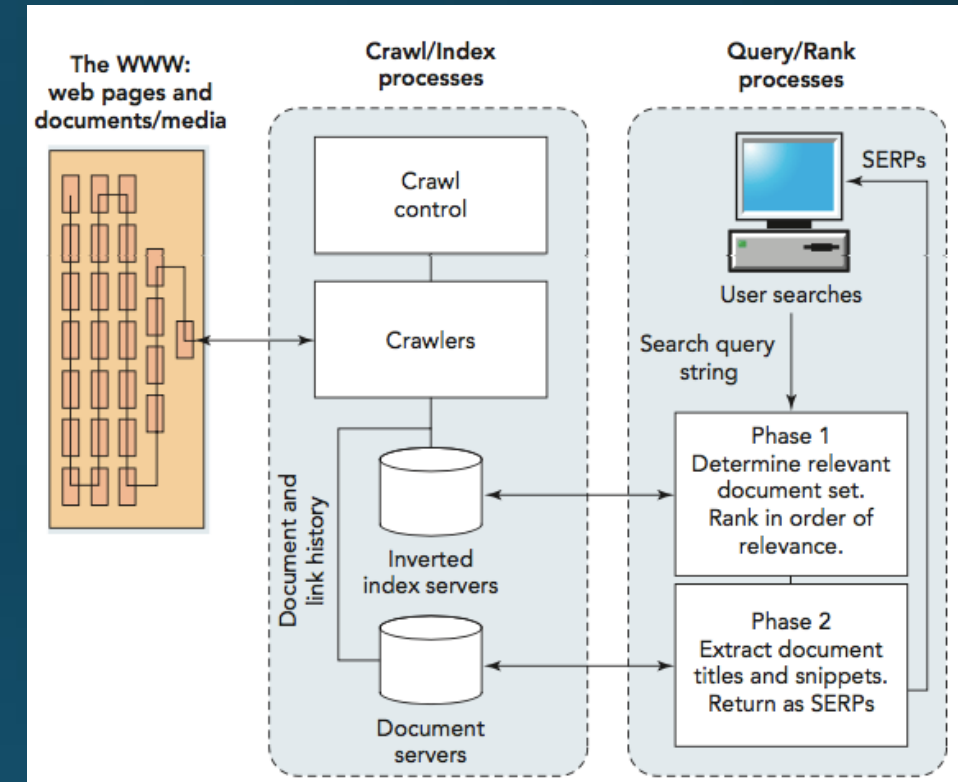 The WWW:
web pages and
documents/media
Crawl/Index
processes
Crawl
control
Crawlers
Document and
link history
Inverted
index servers
Document
servers
Query/Rank
processes
SERPs
User searches
Search query
string
Phase 1
Determine relevant
document set.
Rank in order of
relevance.
Phase 2
Extract document
titles and snippets.
Return as SERPs